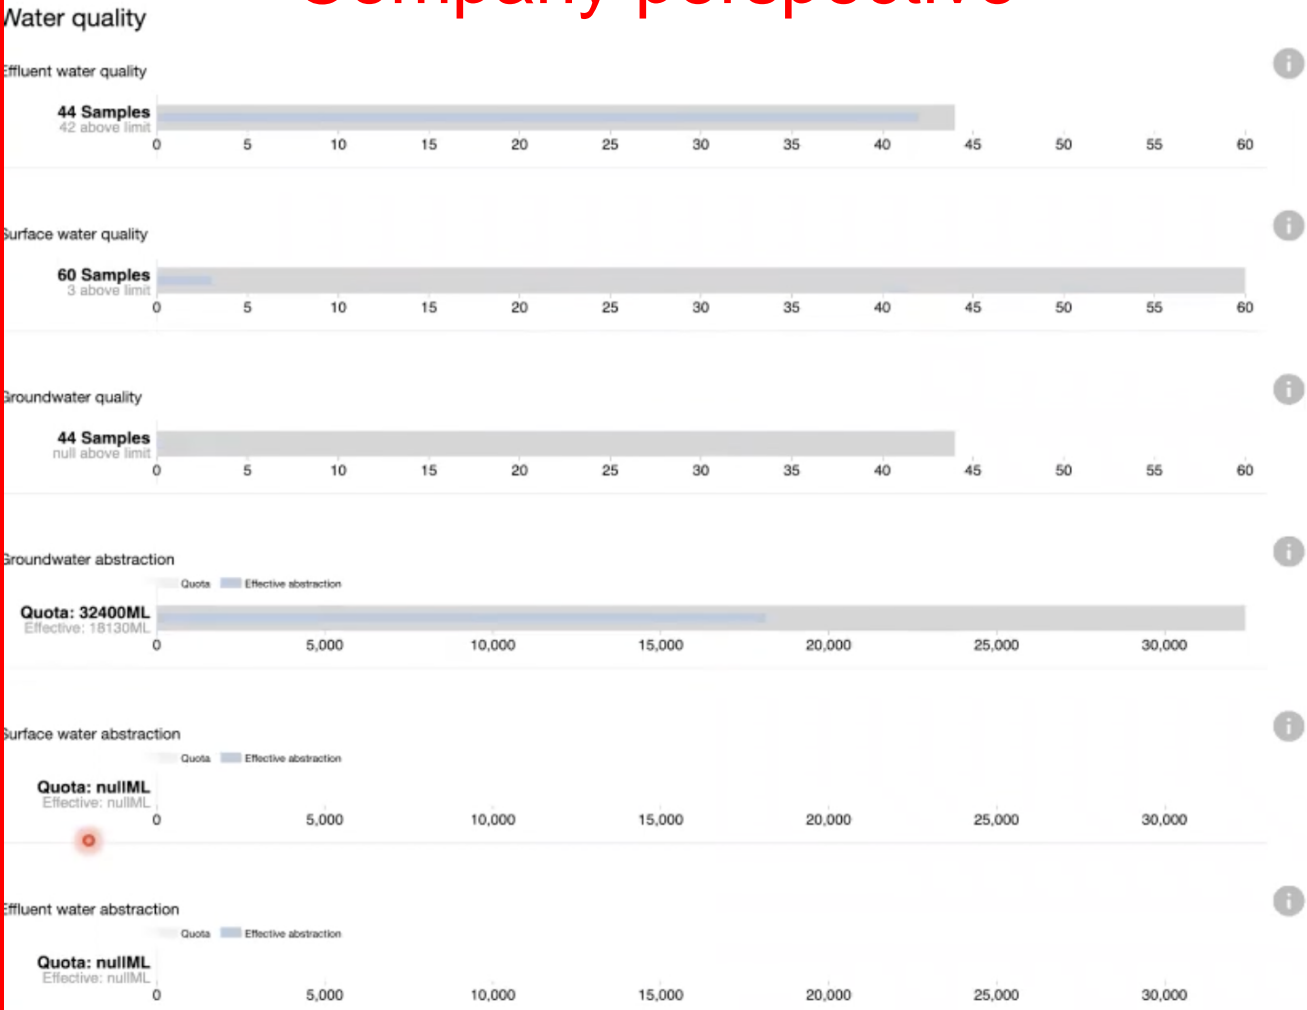 Company perspective
Water quality
Effluent water quality
44 Samples
42 above limit
0 5 10 15 20 25 30 35 40 45 50 55 60
Surface water quality
60 Samples
3 above limit
0 5 10 15 20 25 30 35 40 45 50 55 60
Groundwater quality
44 Samples
null above limit
0 5 10 15 20 25 30 35 40 45 50 55 60
Groundwater abstraction
Quota Effective abstraction
Quota: 32400ML
Effective: 18130ML
0 5,000 10,000 15,000 20,000 25,000 30,000
Surface water abstraction
Quota Effective abstraction
Quota: nullML
Effective: nullML
0 5,000 10,000 15,000 20,000 25,000 30,000
Effluent water abstraction
Quota Effective abstraction
Quota: nullML
Effective: nullML
0 5,000 10,000 15,000 20,000 25,000 30,000